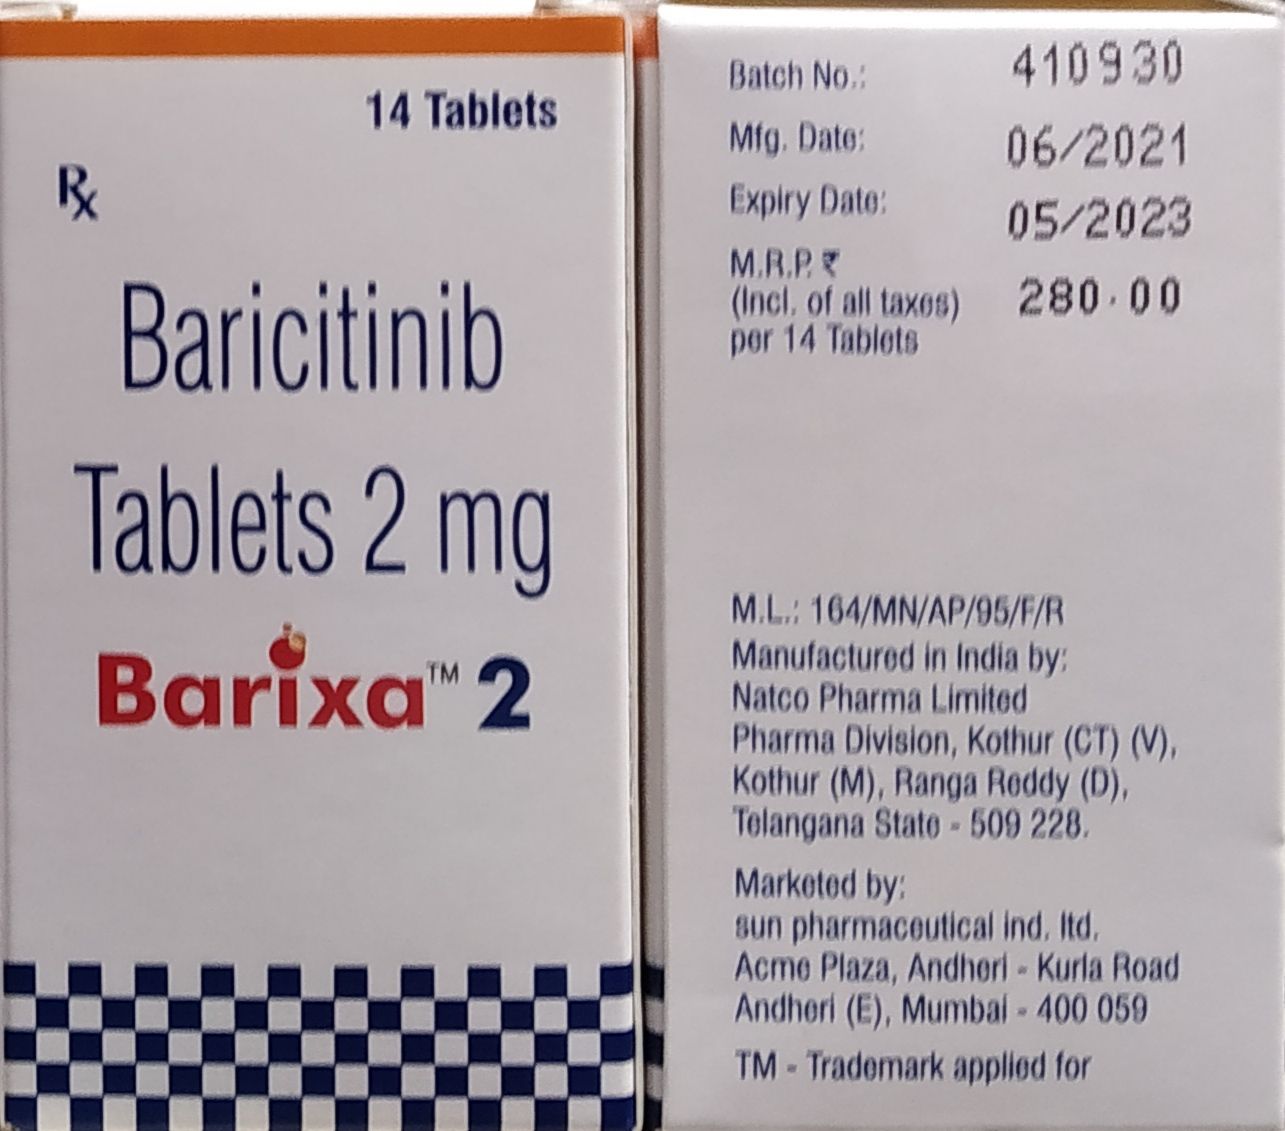 14 Tablets
Rx
Baricitinib
Tablets 2 mg
Barixa™ 2
Batch No.: 410930
Mfg. Date: 06/2021
Expiry Date: 05/2023
M.R.P. ₹
(Incl. of all taxes) 280.00
per 14 Tablets
M.L.: 164/MN/AP/95/F/R
Manufactured in India by:
Natco Pharma Limited
Pharma Division, Kothur (CT) (V),
Kothur (M), Ranga Reddy (D),
Telangana State - 509 228.
Marketed by:
sun pharmaceutical ind. ltd.
Acme Plaza, Andheri - Kurla Road
Andheri (E), Mumbai - 400 059
TM - Trademark applied for